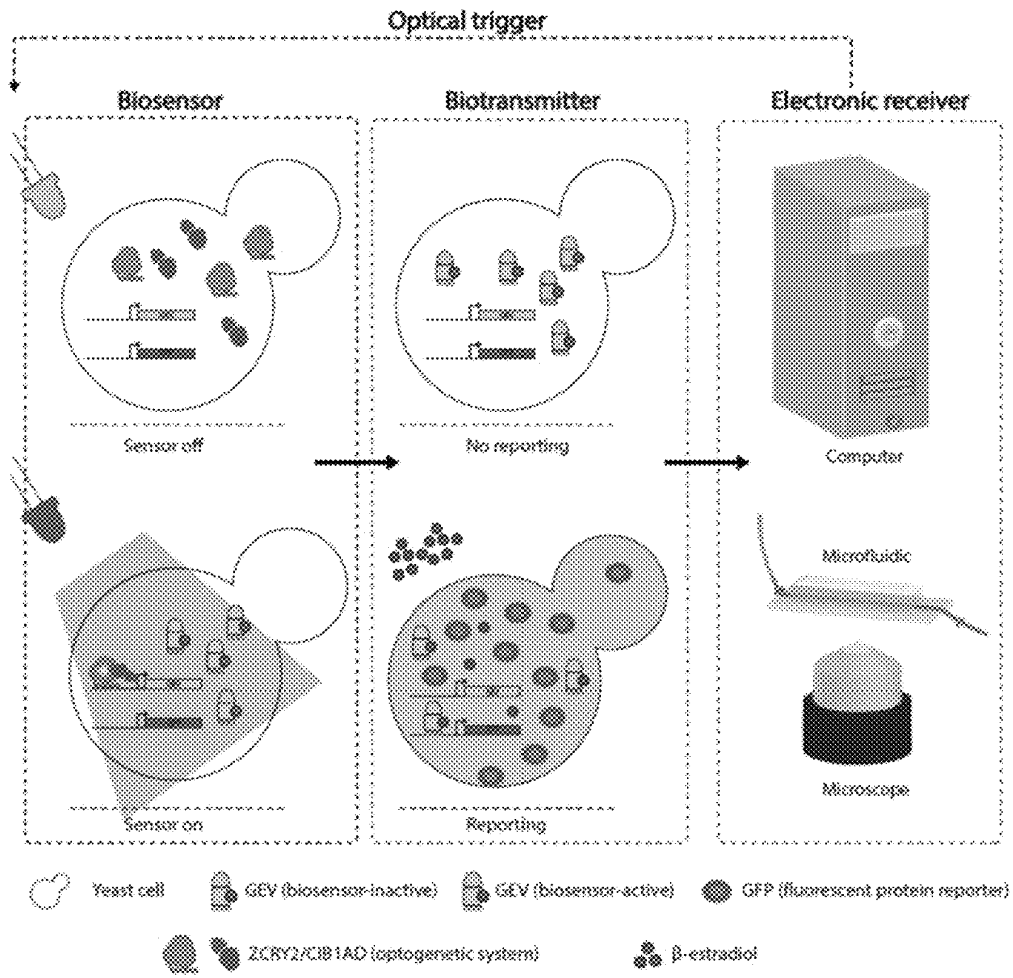 Optical trigger
Biosensor
Biotransmitter
Electronic receiver
Sensor off
No reporting
Computer
Microfluidic
Microscope
Sensor on
Reporting
Yeast cell
GEV (biosensor-inactive)
GEV (biosensor-active)
GFP (fluorescent protein reporter)
ZCRY2/CIB1AD (optogenetic system)
β-estradiol